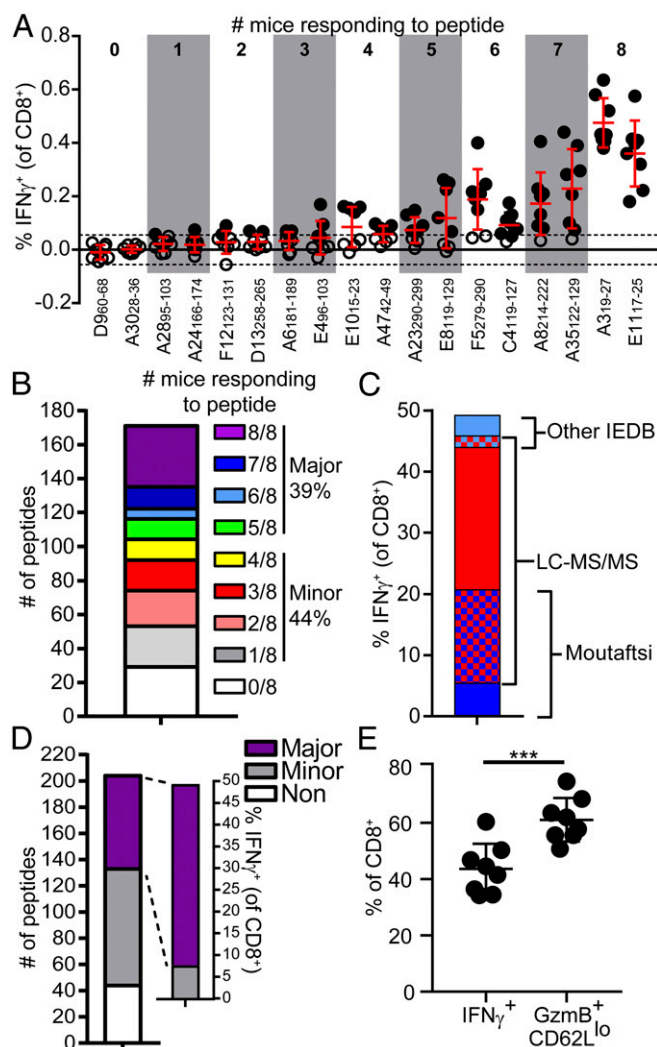 A
# mice responding to peptide
0 1 2 3 4 5 6 7 8
% IFNγ⁺ (of CD8⁺)
0.8
0.6
0.4
0.2
0.0
-0.2
D9₆₀₋₆₈
A30₂₈₋₃₆
A28₉₅₋₁₀₃
A24₁₆₆₋₁₇₄
F12₁₂₃₋₁₃₁
D13₂₅₈₋₂₆₅
A6₁₈₁₋₁₈₉
E4₉₆₋₁₀₃
E10₁₅₋₂₃
A47₄₂₋₄₉
A23₂₉₀₋₂₉₉
E8₁₁₉₋₁₂₉
F5₂₇₉₋₂₉₀
C4₁₁₉₋₁₂₇
A8₂₁₄₋₂₂₂
A35₁₂₂₋₁₂₉
A3₁₉₋₂₇
E11₁₇₋₂₅
B
# mice responding
to peptide
# of peptides
180
160
140
120
100
80
60
40
20
0
8/8
7/8
6/8
5/8
4/8
3/8
2/8
1/8
0/8
Major
39%
Minor
44%
C
% IFNγ⁺ (of CD8⁺)
50
40
30
20
10
0
Other IEDB
LC-MS/MS
Moutaftsi
D
Major
Minor
Non
# of peptides
220
200
180
160
140
120
100
80
60
40
20
0
50
45
40
35
30
25
20
15
10
5
0
% IFNγ⁺ (of CD8⁺)
E
***
% of CD8⁺
80
60
40
20
0
IFNγ⁺
GzmB⁺
CD62Lˡᵒ